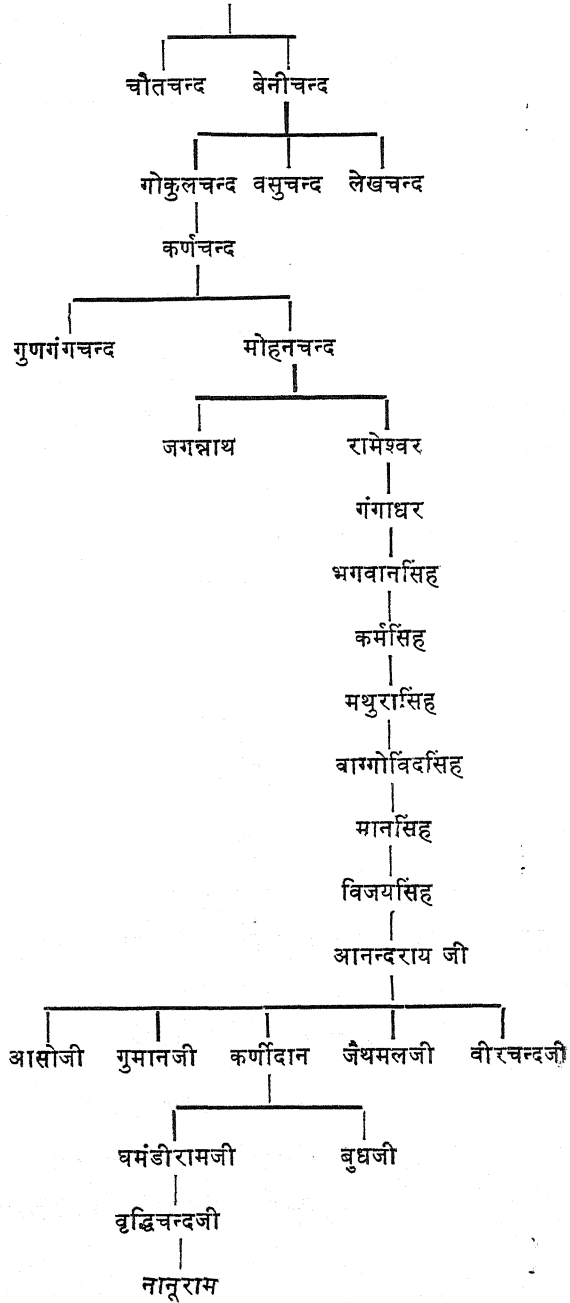 चौतचन्द बेनीचन्द
गोकुलचन्द वसुचन्द लेखचन्द
कर्णचन्द
गुणगंगचन्द मोहनचन्द
जगन्नाथ रामेश्वर
गंगाधर
भगवानसिंह
कर्मसिंह
मथुरासिंह
वाग्गोविंदसिंह
मानसिंह
विजयसिंह
आनन्दराय जी
आसोजी गुमानजी कर्णीदान जैथमलजी वीरचन्दजी
घमंडीरामजी बुधजी
वृद्धिचन्दजी
नानूराम